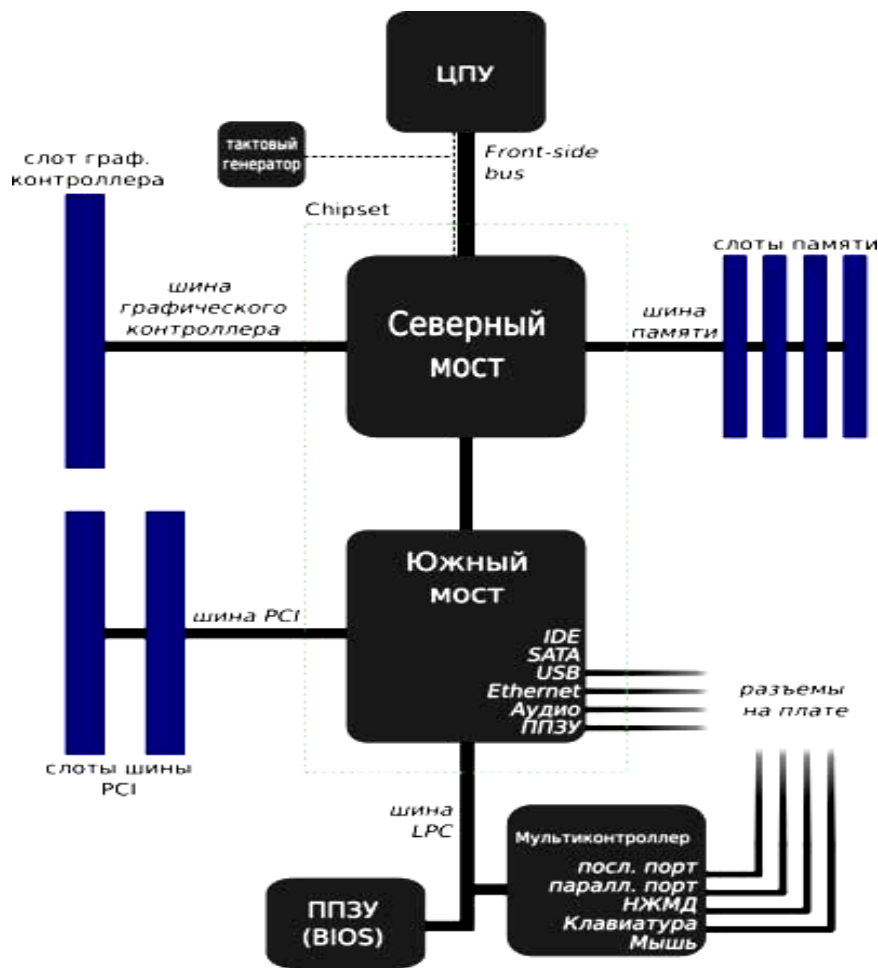 ЦПУ
тактовый
генератор
Front-side
bus
слот граф.
контроллера
Chipset
слоты памяти
шина
графического
контроллера
Северный
мост
шина
памяти
Южный
мост
шина PCI
IDE
SATA
USB
Ethernet
Аудио
ППЗУ
разъемы
на плате
слоты шины
PCI
шина
LPC
Мультиконтроллер
посл. порт
паралл. порт
НЖМД
Клавиатура
Мышь
ППЗУ
(BIOS)